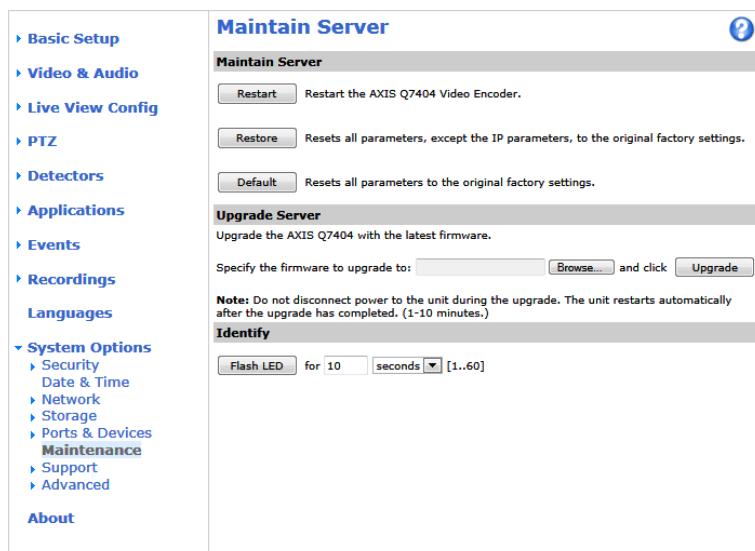 Basic Setup
Video & Audio
Live View Config
PTZ
Detectors
Applications
Events
Recordings
Languages
System Options
Security
Date & Time
Network
Storage
Ports & Devices
Maintenance
Support
Advanced
About
Maintain Server
?
Maintain Server
Restart Restart the AXIS Q7404 Video Encoder.
Restore Resets all parameters, except the IP parameters, to the original factory settings.
Default Resets all parameters to the original factory settings.
Upgrade Server
Upgrade the AXIS Q7404 with the latest firmware.
Specify the firmware to upgrade to: Browse... and click Upgrade
Note: Do not disconnect power to the unit during the upgrade. The unit restarts automatically
after the upgrade has completed. (1-10 minutes.)
Identify
Flash LED for 10 seconds [1..60]